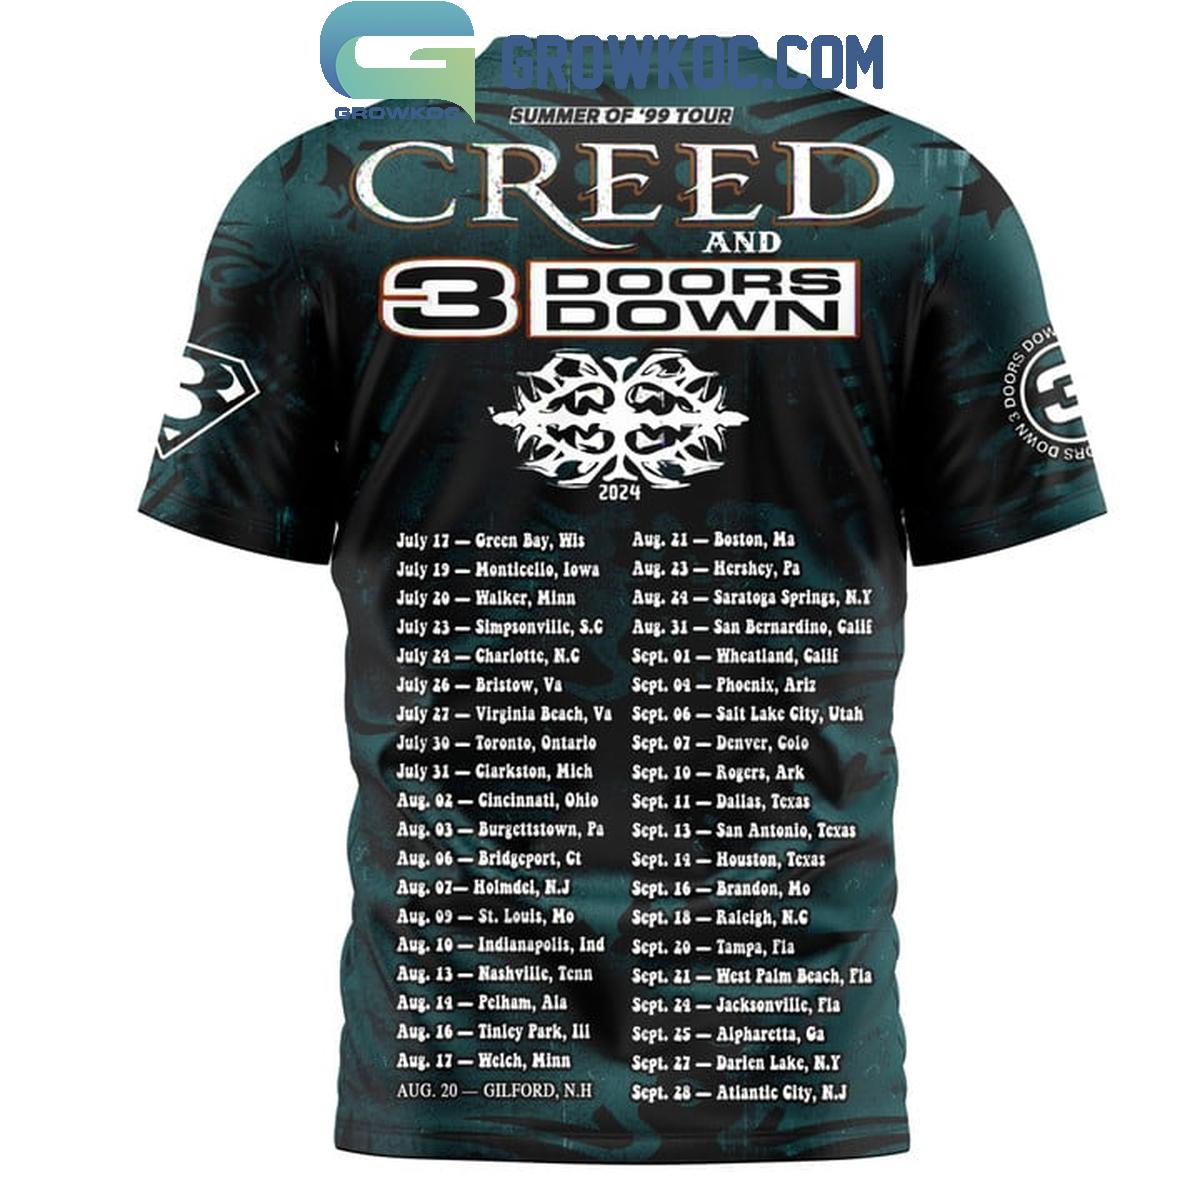 GROWKOC
GROWKOC.COM
SUMMER OF '99 TOUR
CREED
AND
3 DOORS
DOWN
2024
July 17 — Green Bay, Wis
July 19 — Monticello, Iowa
July 20 — Walker, Minn
July 23 — Simpsonville, S.C
July 24 — Charlotte, N.C
July 26 — Bristow, Va
July 27 — Virginia Beach, Va
July 30 — Toronto, Ontario
July 31 — Clarkston, Mich
Aug. 02 — Cincinnati, Ohio
Aug. 03 — Burgettstown, Pa
Aug. 06 — Bridgeport, Ct
Aug. 07— Holmdel, N.J
Aug. 09 — St. Louis, Mo
Aug. 10 — Indianapolis, Ind
Aug. 13 — Nashville, Tenn
Aug. 14 — Pelham, Ala
Aug. 16 — Tinley Park, Ill
Aug. 17 — Welch, Minn
AUG. 20 — GILFORD, N.H
Aug. 21 — Boston, Ma
Aug. 23 — Hershey, Pa
Aug. 24 — Saratoga Springs, N.Y
Aug. 31 — San Bernardino, Calif
Sept. 01 — Wheatland, Calif
Sept. 04 — Phoenix, Ariz
Sept. 06 — Salt Lake City, Utah
Sept. 07 — Denver, Colo
Sept. 10 — Rogers, Ark
Sept. 11 — Dallas, Texas
Sept. 13 — San Antonio, Texas
Sept. 14 — Houston, Texas
Sept. 16 — Brandon, Mo
Sept. 18 — Raleigh, N.C
Sept. 20 — Tampa, Fla
Sept. 21 — West Palm Beach, Fla
Sept. 24 — Jacksonville, Fla
Sept. 25 — Alpharetta, Ga
Sept. 27 — Darien Lake, N.Y
Sept. 28 — Atlantic City, N.J
3
3 DOORS DOWN
3